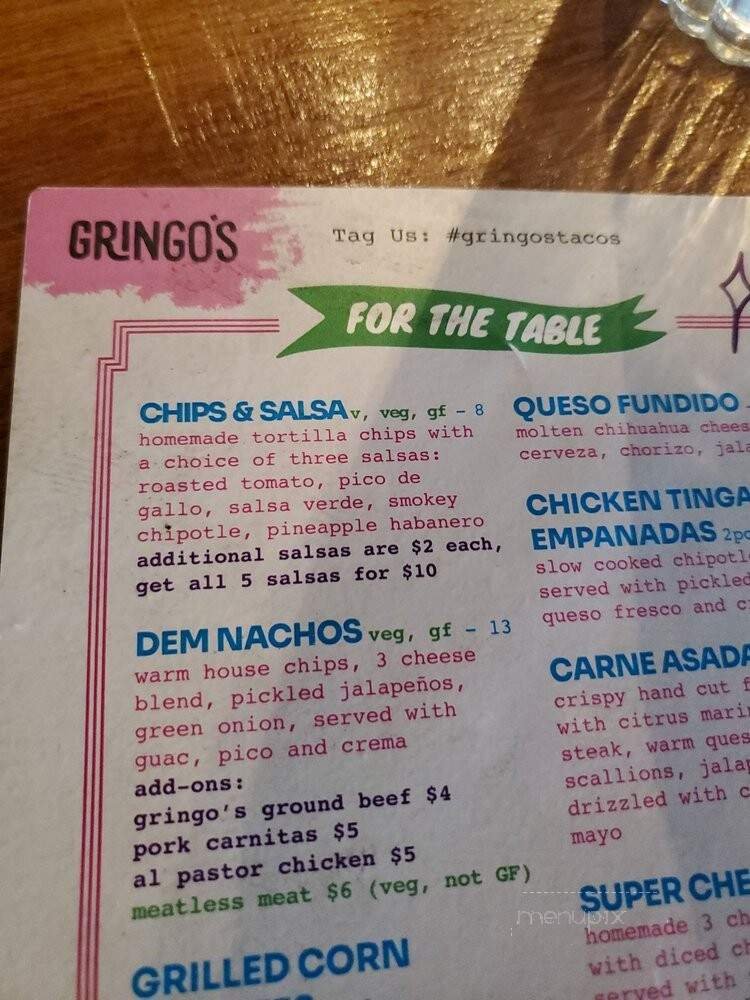 GRINGO'S
Tag Us: #gringostacos
FOR THE TABLE
CHIPS & SALSA v, veg, gf - 8
homemade tortilla chips with
a choice of three salsas:
roasted tomato, pico de
gallo, salsa verde, smokey
chipotle, pineapple habanero
additional salsas are $2 each,
get all 5 salsas for $10
DEM NACHOS veg, gf - 13
warm house chips, 3 cheese
blend, pickled jalapeños,
green onion, served with
guac, pico and crema
add-ons:
gringo's ground beef $4
pork carnitas $5
al pastor chicken $5
meatless meat $6 (veg, not GF)
GRILLED CORN
QUESO FUNDIDO
molten chihuahua
cerveza, chorizo,
CHICKEN TINGA
EMPANADAS
slow cooked
served with pickled
queso fresco and
CARNE ASADA
crispy hand cut
with citrus
steak, warm
scallions,
drizzled with
mayo
SUPER
homemade 3
with diced
served with
menupix